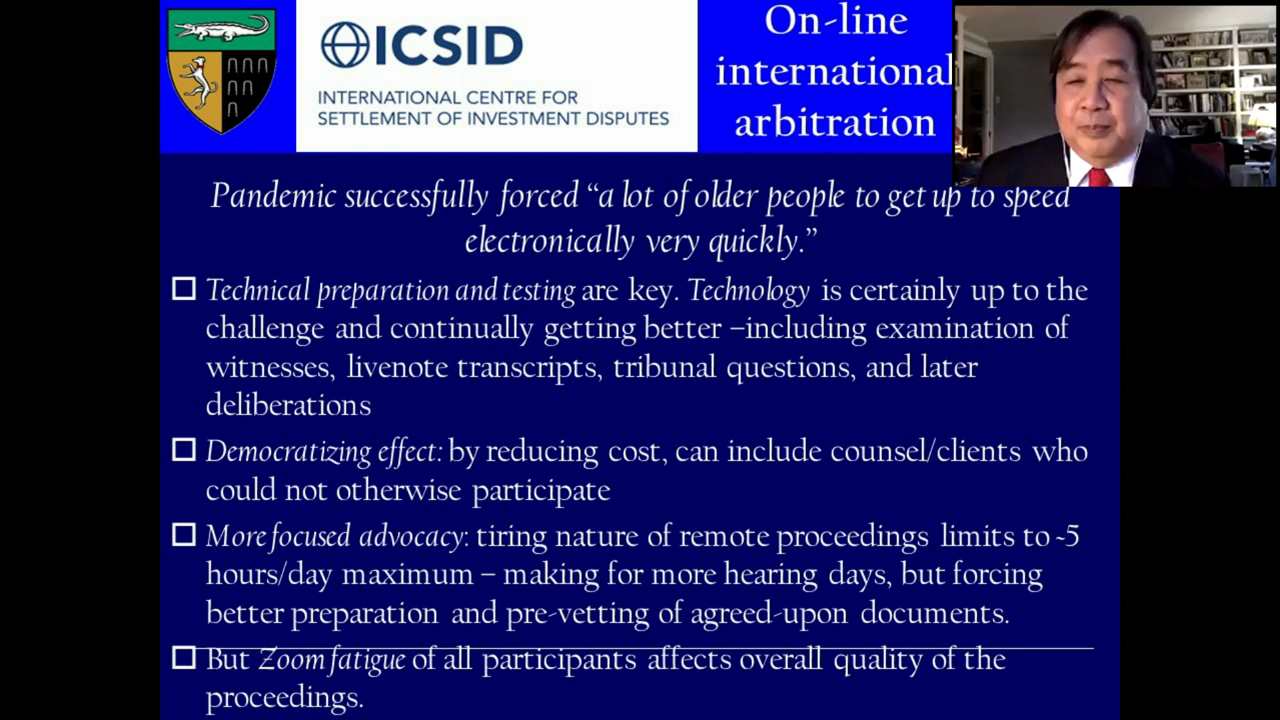 ICSID
INTERNATIONAL CENTRE FOR
SETTLEMENT OF INVESTMENT DISPUTES
On-line
international
arbitration
Pandemic successfully forced “a lot of older people to get up to speed
electronically very quickly.”
Technical preparation and testing are key. Technology is certainly up to the
challenge and continually getting better –including examination of
witnesses, livenote transcripts, tribunal questions, and later
deliberations
Democratizing effect: by reducing cost, can include counsel/clients who
could not otherwise participate
More focused advocacy: tiring nature of remote proceedings limits to ~5
hours/day maximum – making for more hearing days, but forcing
better preparation and pre-vetting of agreed-upon documents.
But Zoom fatigue of all participants affects overall quality of the
proceedings.